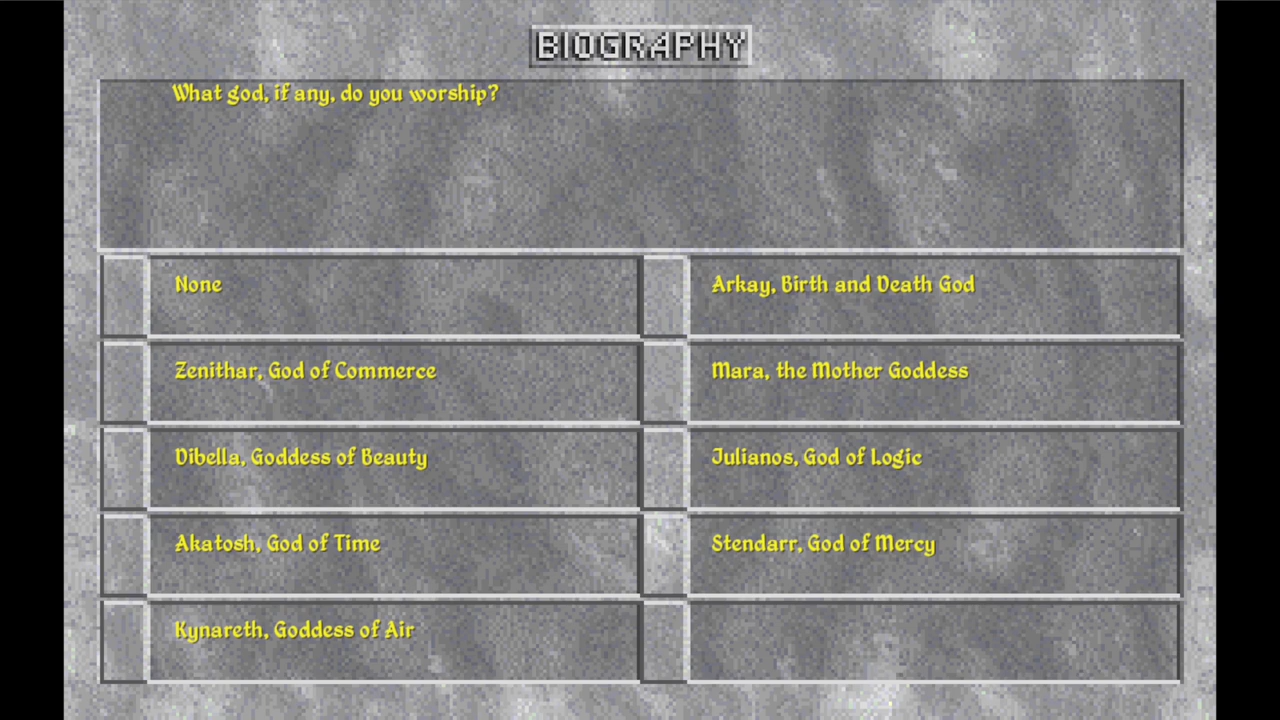 BIOGRAPHY
What god, if any, do you worship?
None
Arkay, Birth and Death God
Zenithar, God of Commerce
Mara, the Mother Goddess
Dibella, Goddess of Beauty
Julianos, God of Logic
Akatosh, God of Time
Stendarr, God of Mercy
Kynareth, Goddess of Air